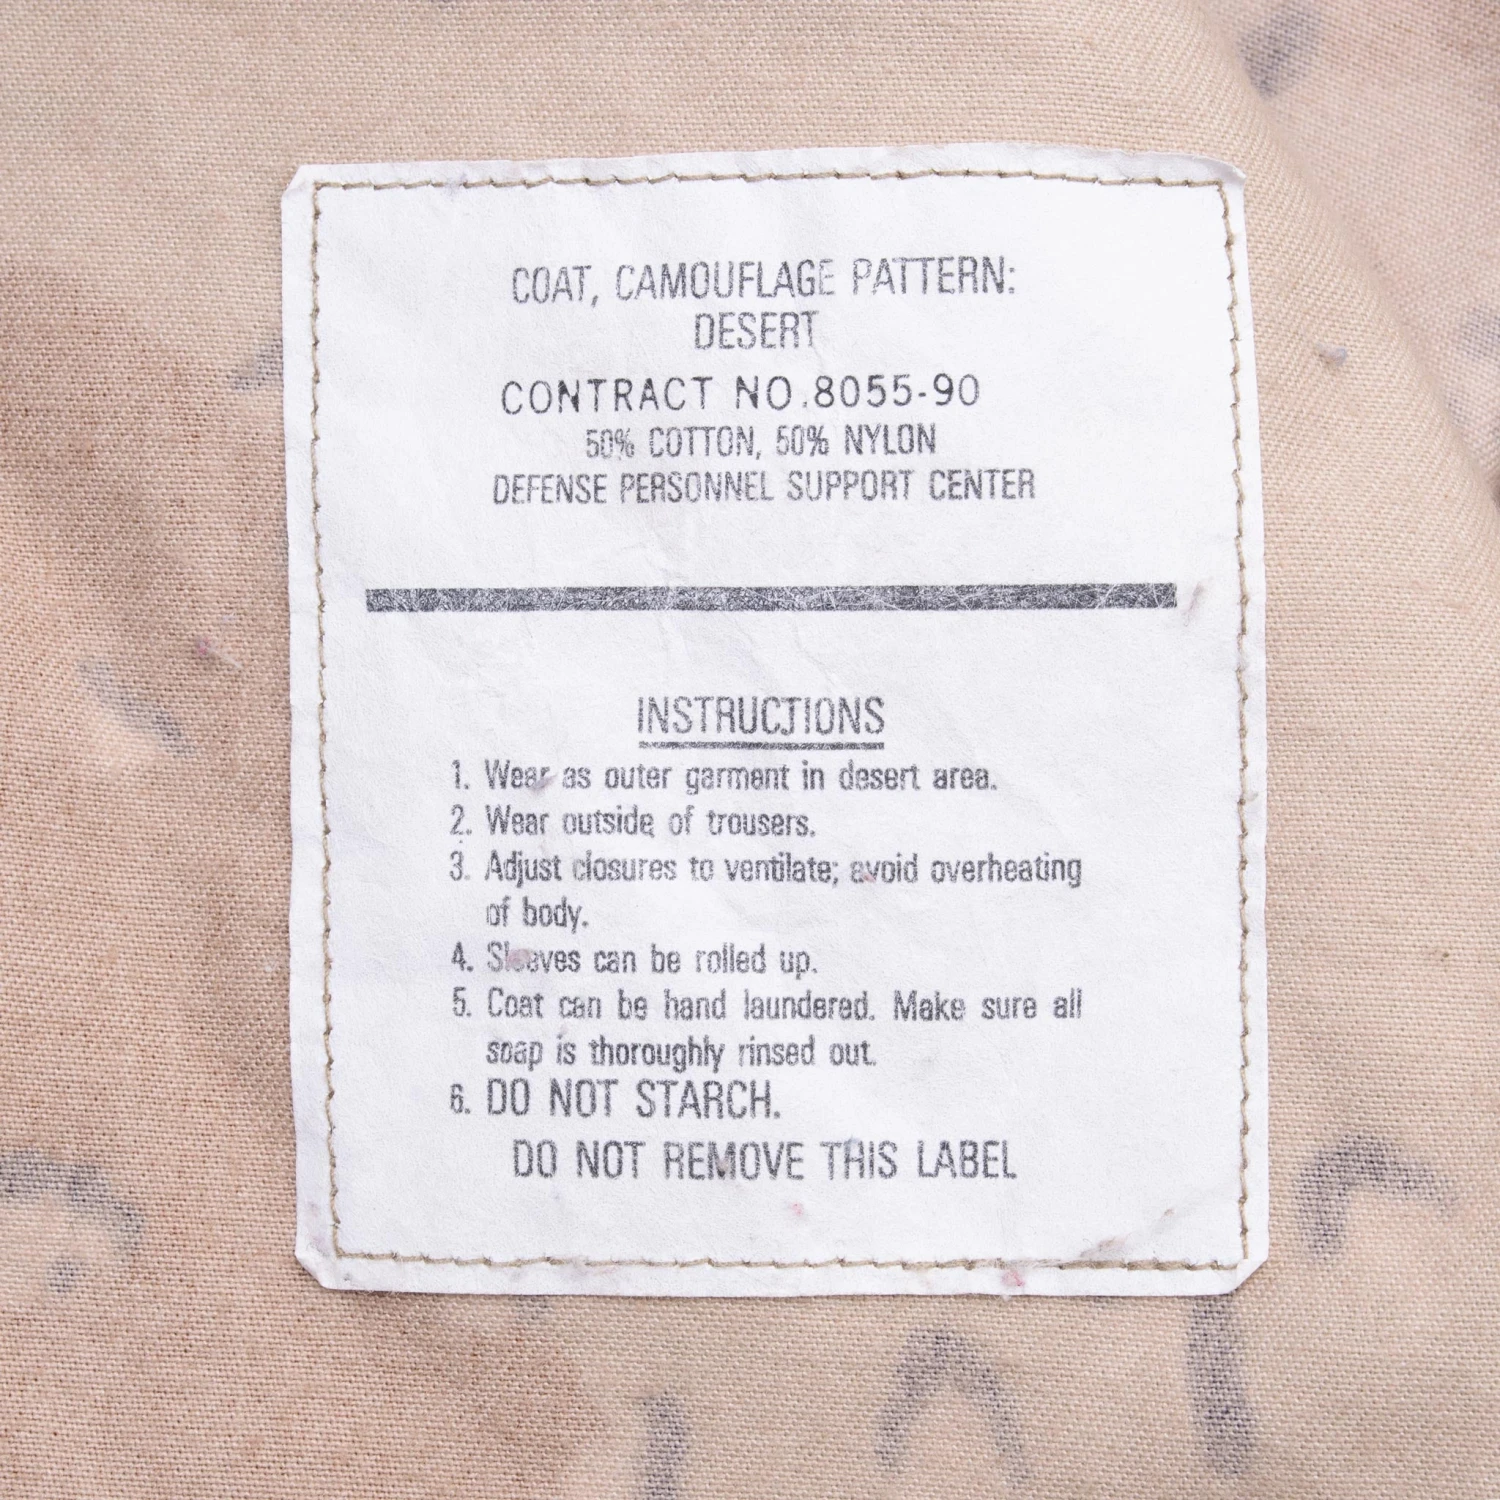 COAT, CAMOUFLAGE PATTERN:
DESERT
CONTRACT NO.8055-90
50% COTTON, 50% NYLON
DEFENSE PERSONNEL SUPPORT CENTER
INSTRUCTIONS
1. Wear as outer garment in desert area.
2. Wear outside of trousers.
3. Adjust closures to ventilate; avoid overheating
of body.
4. Sleeves can be rolled up.
5. Coat can be hand laundered. Make sure all
soap is thoroughly rinsed out.
6. DO NOT STARCH.
DO NOT REMOVE THIS LABEL